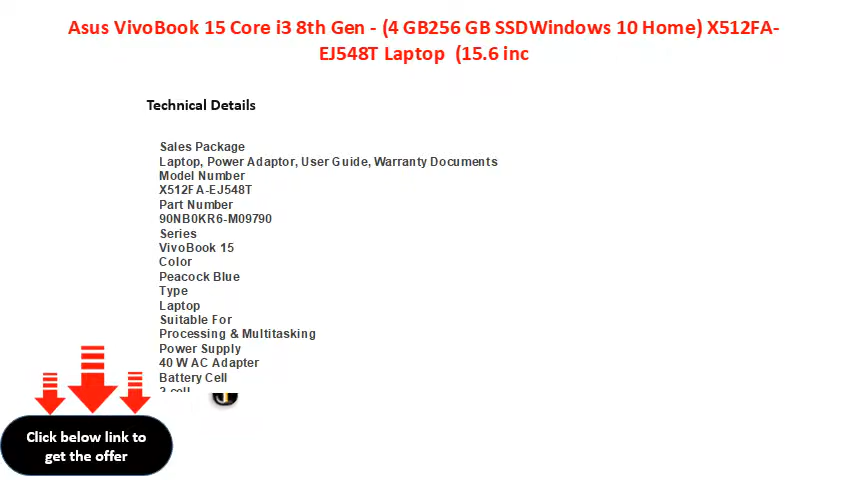 Asus VivoBook 15 Core i3 8th Gen - (4 GB256 GB SSDWindows 10 Home) X512FA-
EJ548T Laptop (15.6 inc
Technical Details
Sales Package
Laptop, Power Adaptor, User Guide, Warranty Documents
Model Number
X512FA-EJ548T
Part Number
90NB0KR6-M09790
Series
VivoBook 15
Color
Peacock Blue
Type
Laptop
Suitable For
Processing & Multitasking
Power Supply
40 W AC Adapter
Battery Cell
2 cell
Click below link to
get the offer